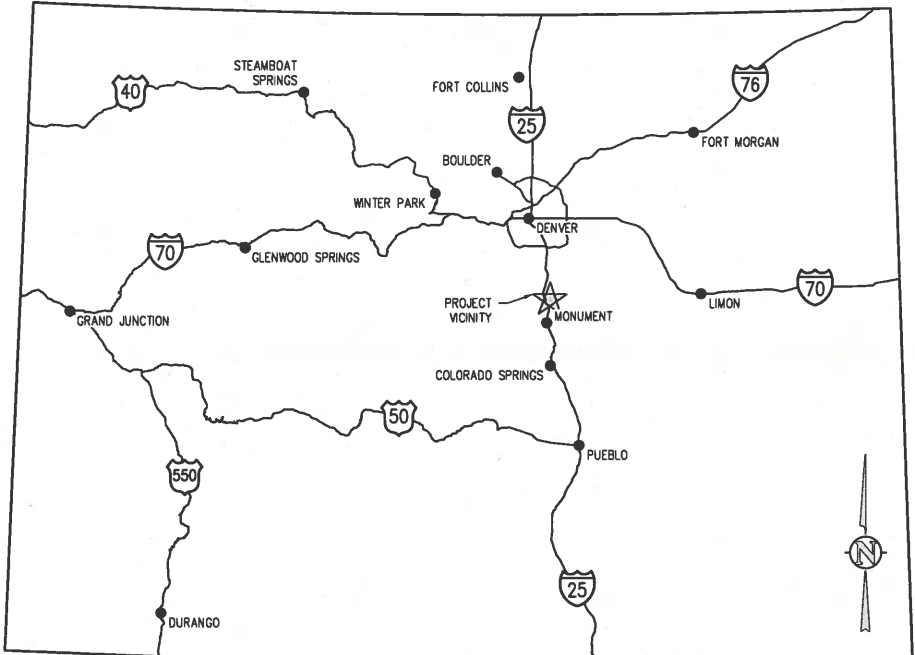 STEAMBOAT
SPRINGS
40
FORT COLLINS
25
76
FORT MORGAN
BOULDER
WINTER PARK
DENVER
70
GLENWOOD SPRINGS
GRAND JUNCTION
PROJECT
VICINITY
MONUMENT
LIMON
70
COLORADO SPRINGS
50
PUEBLO
550
N
25
DURANGO